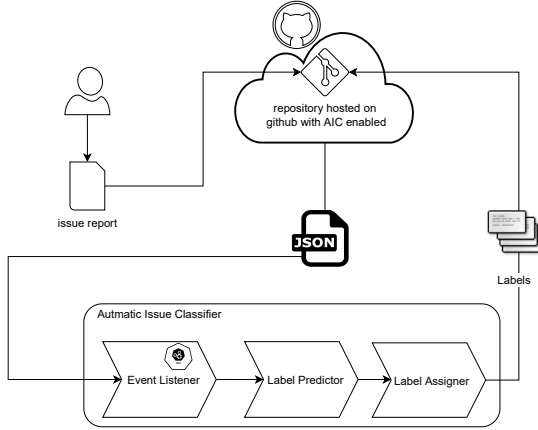 repository hosted on
github with AIC enabled
issue report
JSON
Labels
Autmatic Issue Classifier
Event Listener
Label Predictor
Label Assigner